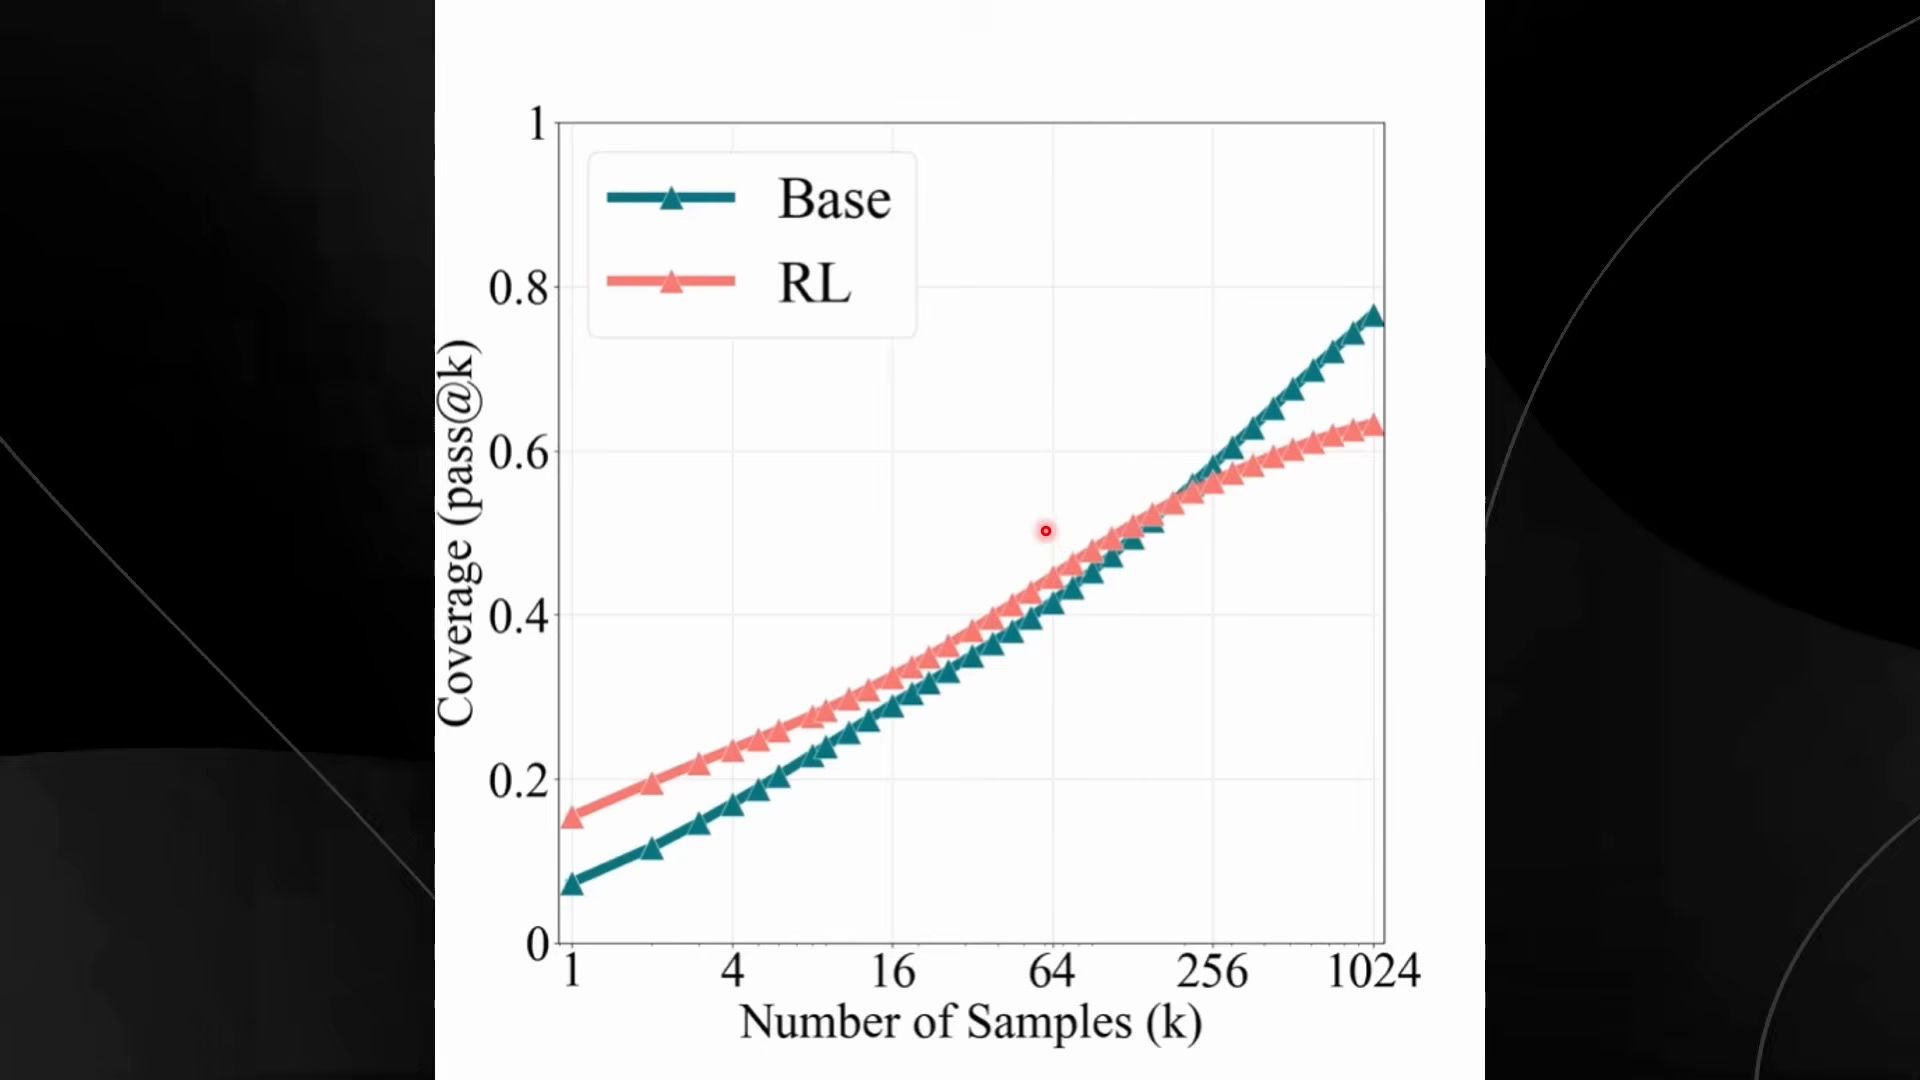 1
Base
RL
0.8
0.6
0.4
0.2
0
Coverage (pass@k)
1 4 16 64 256 1024
Number of Samples (k)